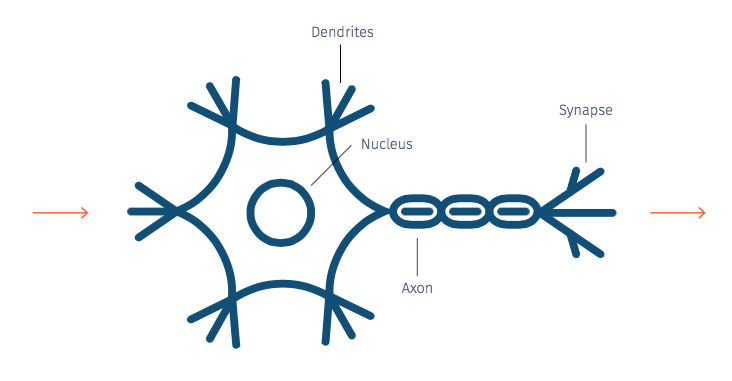 Dendrites
Synapse
Nucleus
Axon